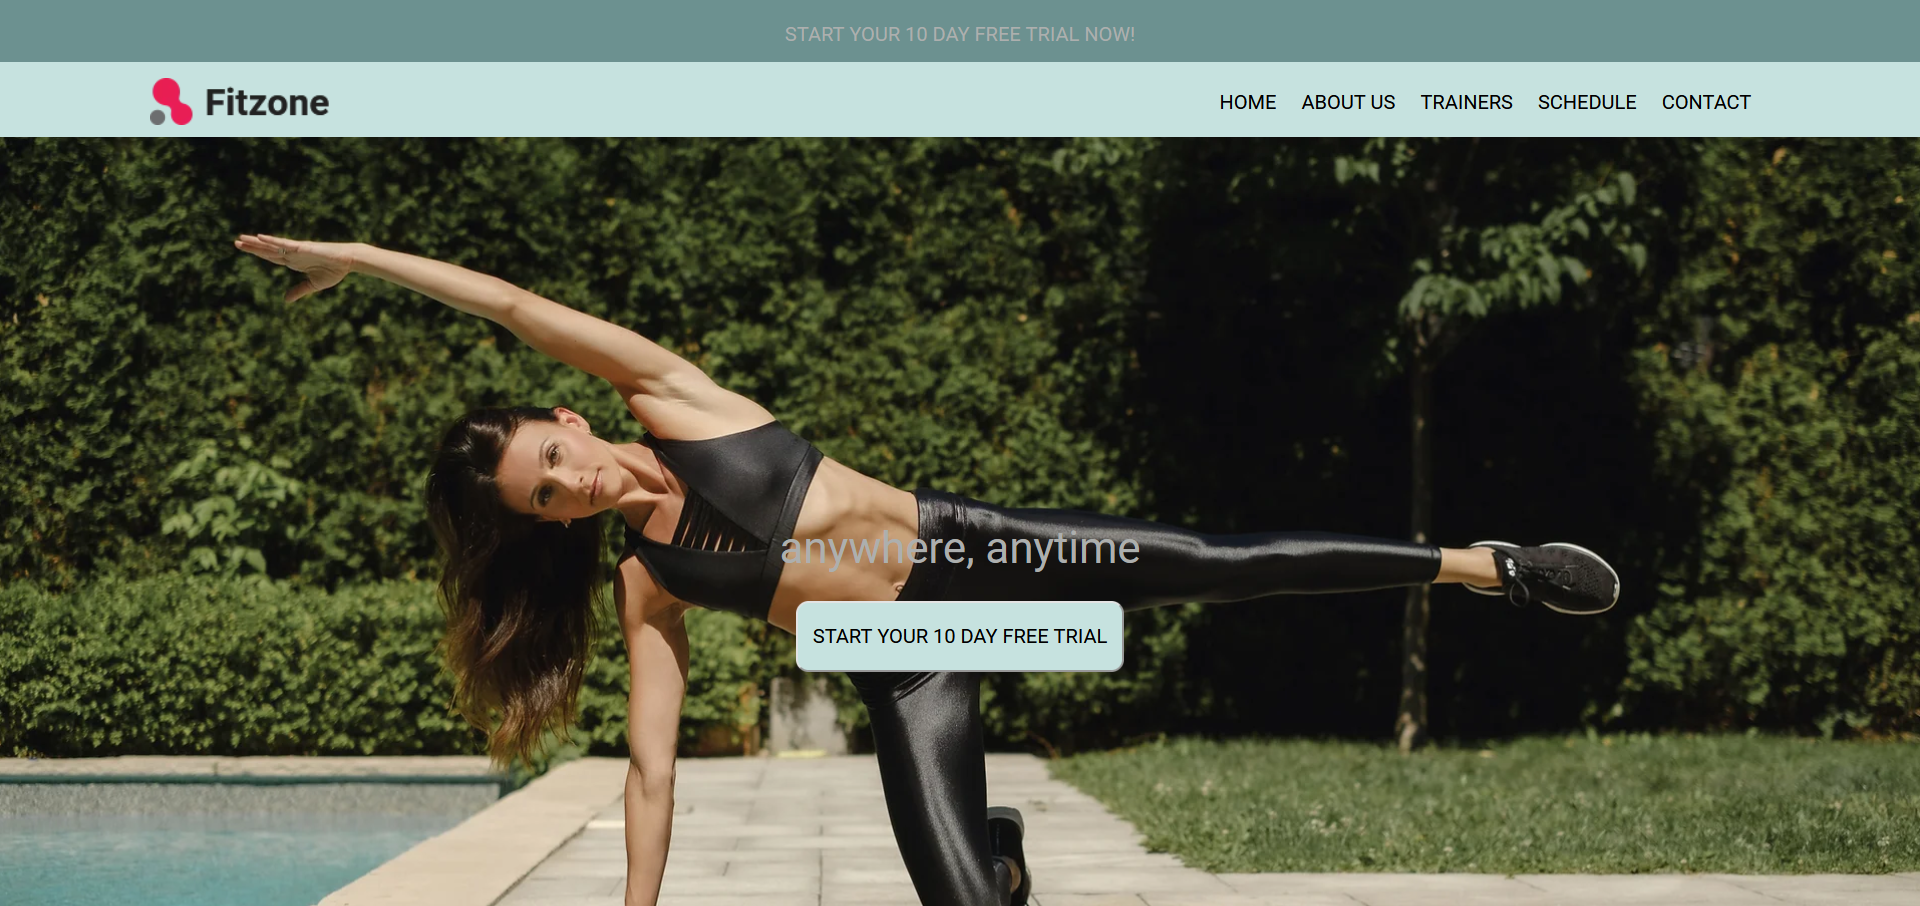 START YOUR 10 DAY FREE TRIAL NOW!
Fitzone
HOME ABOUT US TRAINERS SCHEDULE CONTACT
anywhere, anytime
START YOUR 10 DAY FREE TRIAL